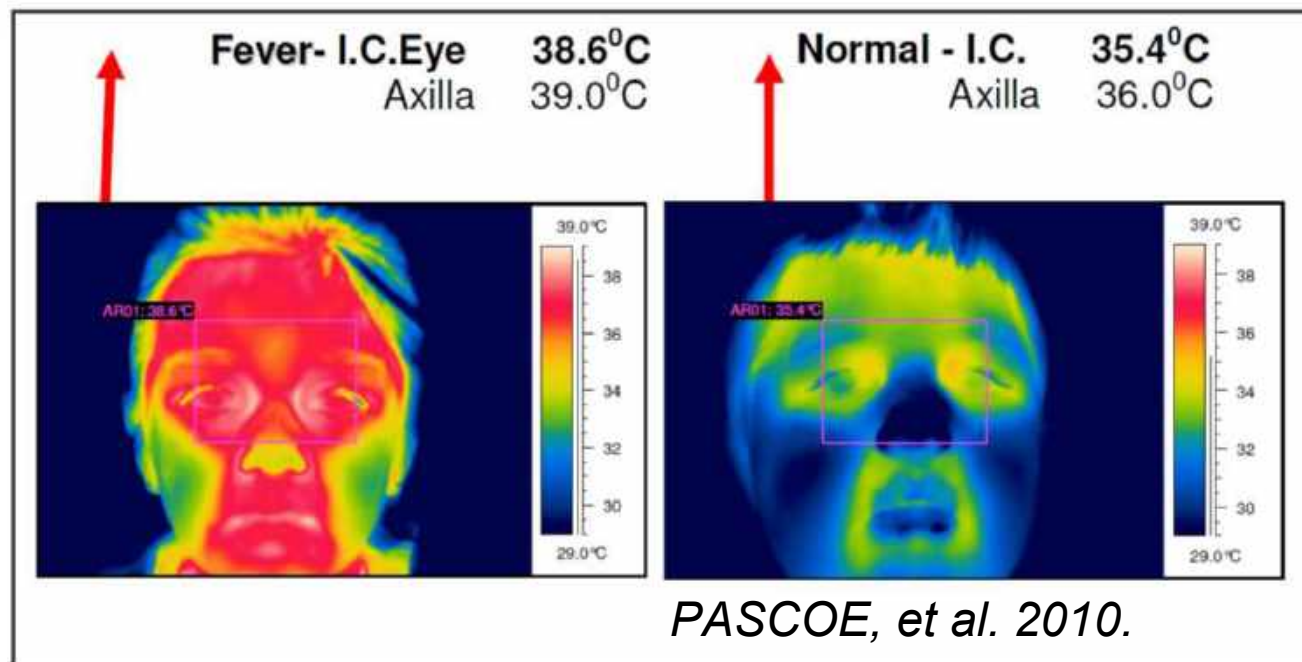 Fever- I.C.Eye 38.6⁰C
Axilla 39.0⁰C
Normal - I.C. 35.4⁰C
Axilla 36.0⁰C
39.0°C
38
36
34
32
30
29.0°C
AR01: 38.6°C
39.0°C
38
36
34
32
30
29.0°C
AR01: 35.4°C
PASCOE, et al. 2010.